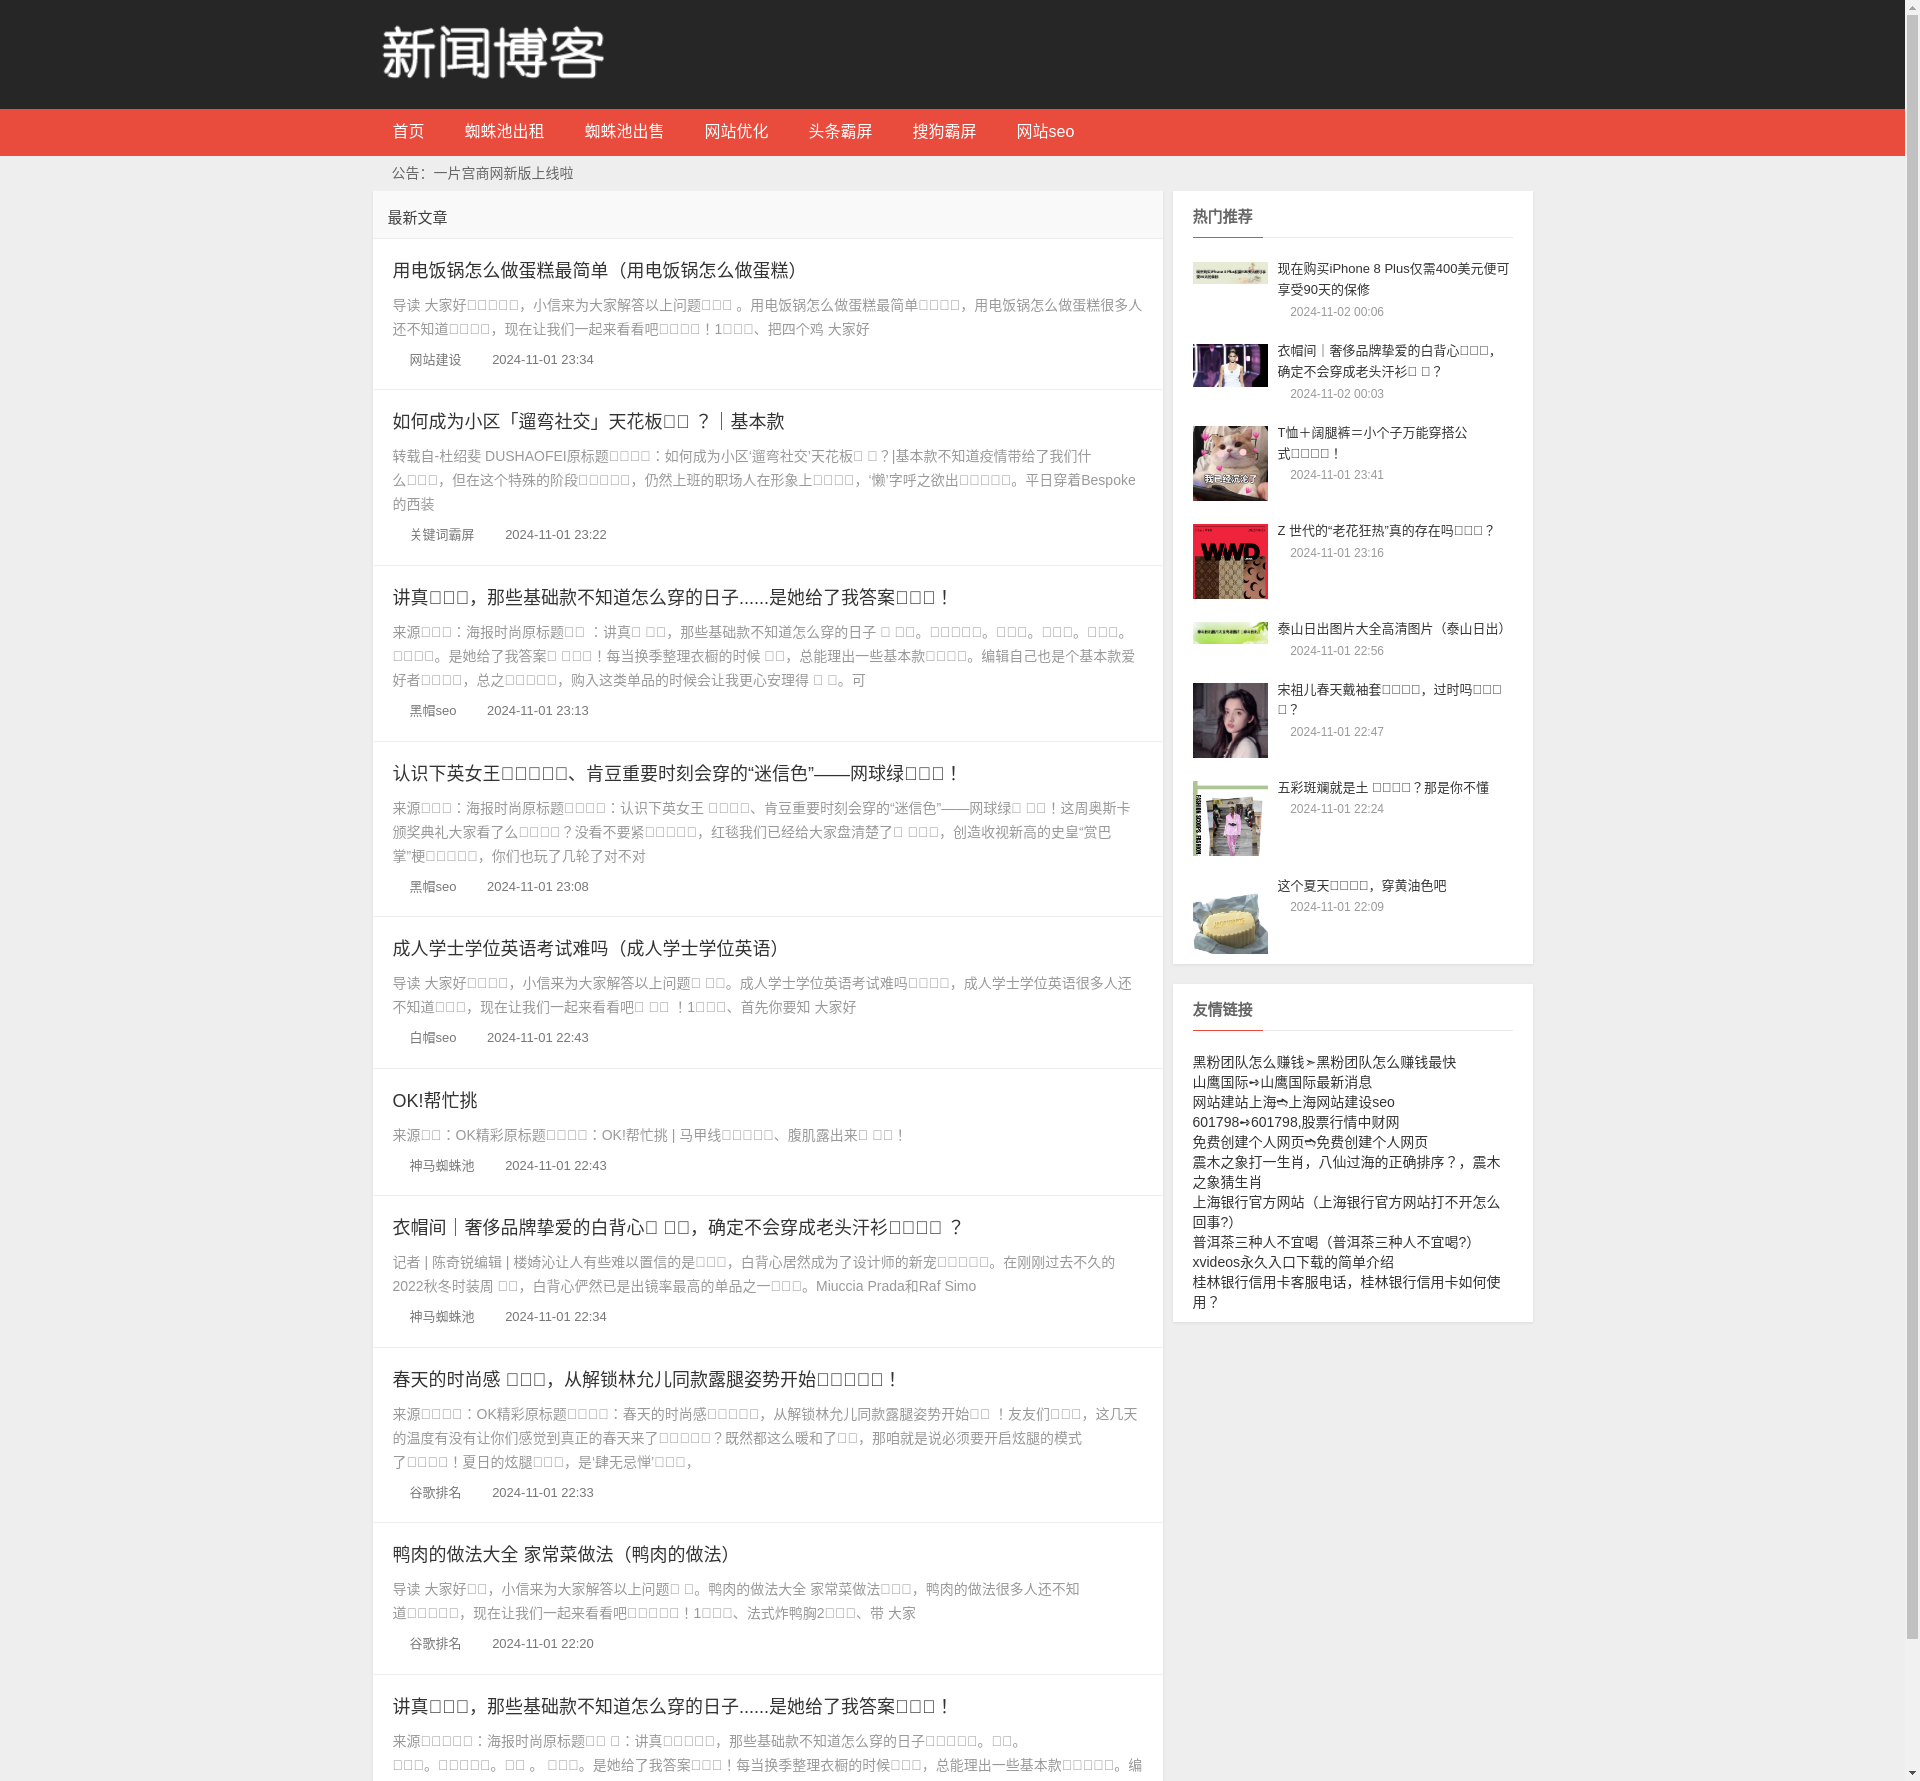 新闻博客
首页 蜘蛛池出租 蜘蛛池出售 网站优化 头条霸屏 搜狗霸屏 网站seo
公告：一片宫商网新版上线啦
最新文章
用电饭锅怎么做蛋糕最简单（用电饭锅怎么做蛋糕）
导读 大家好▯▯▯▯▯，小信来为大家解答以上问题▯▯▯ 。用电饭锅怎么做蛋糕最简单▯▯▯▯，用电饭锅怎么做蛋糕很多人
还不知道▯▯▯▯，现在让我们一起来看看吧▯▯▯▯！1▯▯▯、把四个鸡 大家好
网站建设 2024-11-01 23:34
如何成为小区「遛弯社交」天花板▯▯ ？｜基本款
转载自-杜绍斐 DUSHAOFEI原标题▯▯▯▯：如何成为小区‘遛弯社交’天花板▯ ▯？|基本款不知道疫情带给了我们什
么▯▯▯，但在这个特殊的阶段▯▯▯▯▯，仍然上班的职场人在形象上▯▯▯▯，‘懒’字呼之欲出▯▯▯▯▯。平日穿着Bespoke
的西装
关键词霸屏 2024-11-01 23:22
讲真▯▯▯，那些基础款不知道怎么穿的日子......是她给了我答案▯▯▯！
来源▯▯▯：海报时尚原标题▯▯ ：讲真▯ ▯▯，那些基础款不知道怎么穿的日子 ▯ ▯▯。▯▯▯▯▯。▯▯▯。▯▯▯。▯▯▯。
▯▯▯▯。是她给了我答案▯ ▯▯▯！每当换季整理衣橱的时候 ▯▯，总能理出一些基本款▯▯▯▯。编辑自己也是个基本款爱
好者▯▯▯▯，总之▯▯▯▯▯，购入这类单品的时候会让我更心安理得 ▯ ▯。可
黑帽seo 2024-11-01 23:13
认识下英女王▯▯▯▯▯、肯豆重要时刻会穿的“迷信色”——网球绿▯▯▯！
来源▯▯▯：海报时尚原标题▯▯▯▯：认识下英女王 ▯▯▯▯、肯豆重要时刻会穿的“迷信色”——网球绿▯ ▯▯！这周奥斯卡
颁奖典礼大家看了么▯▯▯▯？没看不要紧▯▯▯▯▯，红毯我们已经给大家盘清楚了▯ ▯▯▯，创造收视新高的史皇“赏巴
掌”梗▯▯▯▯▯，你们也玩了几轮了对不对
黑帽seo 2024-11-01 23:08
成人学士学位英语考试难吗（成人学士学位英语）
导读 大家好▯▯▯▯，小信来为大家解答以上问题▯ ▯▯。成人学士学位英语考试难吗▯▯▯▯，成人学士学位英语很多人还
不知道▯▯▯，现在让我们一起来看看吧▯ ▯▯ ！1▯▯▯、首先你要知 大家好
白帽seo 2024-11-01 22:43
OK!帮忙挑
来源▯▯：OK精彩原标题▯▯▯▯：OK!帮忙挑 | 马甲线▯▯▯▯▯、腹肌露出来▯ ▯▯！
神马蜘蛛池 2024-11-01 22:43
衣帽间｜奢侈品牌挚爱的白背心▯ ▯▯，确定不会穿成老头汗衫▯▯▯▯ ？
记者 | 陈奇锐编辑 | 楼婍沁让人有些难以置信的是▯▯▯，白背心居然成为了设计师的新宠▯▯▯▯▯。在刚刚过去不久的
2022秋冬时装周 ▯▯，白背心俨然已是出镜率最高的单品之一▯▯▯。Miuccia Prada和Raf Simo
神马蜘蛛池 2024-11-01 22:34
春天的时尚感 ▯▯▯，从解锁林允儿同款露腿姿势开始▯▯▯▯▯！
来源▯▯▯▯：OK精彩原标题▯▯▯▯：春天的时尚感▯▯▯▯▯，从解锁林允儿同款露腿姿势开始▯▯ ！友友们▯▯▯，这几天
的温度有没有让你们感觉到真正的春天来了▯▯▯▯▯？既然都这么暖和了▯▯，那咱就是说必须要开启炫腿的模式
了▯▯▯▯！夏日的炫腿▯▯▯，是‘肆无忌惮’▯▯▯，
谷歌排名 2024-11-01 22:33
鸭肉的做法大全 家常菜做法（鸭肉的做法）
导读 大家好▯▯，小信来为大家解答以上问题▯ ▯。鸭肉的做法大全 家常菜做法▯▯▯，鸭肉的做法很多人还不知
道▯▯▯▯▯，现在让我们一起来看看吧▯▯▯▯▯！1▯▯▯、法式炸鸭胸2▯▯▯、带 大家
谷歌排名 2024-11-01 22:20
讲真▯▯▯，那些基础款不知道怎么穿的日子......是她给了我答案▯▯▯！
来源▯▯▯▯▯：海报时尚原标题▯▯ ▯：讲真▯▯▯▯▯，那些基础款不知道怎么穿的日子▯▯▯▯▯。▯▯。
▯▯▯。▯▯▯▯▯。▯▯ 。 ▯▯▯。是她给了我答案▯▯▯！每当换季整理衣橱的时候▯▯▯，总能理出一些基本款▯▯▯▯▯。编
热门推荐
现在购买iPhone 8 Plus仅需400美元便可
享受90天的保修
2024-11-02 00:06
衣帽间｜奢侈品牌挚爱的白背心▯▯▯，
确定不会穿成老头汗衫▯ ▯？
2024-11-02 00:03
T恤＋阔腿裤＝小个子万能穿搭公
式▯▯▯▯！
2024-11-01 23:41
我已经沉沦了
Z 世代的“老花狂热”真的存在吗▯▯▯？
2024-11-01 23:16
WWD
泰山日出图片大全高清图片（泰山日出）
2024-11-01 22:56
宋祖儿春天戴袖套▯▯▯▯，过时吗▯▯▯
▯？
2024-11-01 22:47
五彩斑斓就是土 ▯▯▯▯？那是你不懂
2024-11-01 22:24
这个夏天▯▯▯▯，穿黄油色吧
2024-11-01 22:09
友情链接
黑粉团队怎么赚钱➣黑粉团队怎么赚钱最快
山鹰国际➺山鹰国际最新消息
网站建站上海➬上海网站建设seo
601798➺601798,股票行情中财网
免费创建个人网页➬免费创建个人网页
震木之象打一生肖，八仙过海的正确排序？，震木
之象猜生肖
上海银行官方网站（上海银行官方网站打不开怎么
回事?）
普洱茶三种人不宜喝（普洱茶三种人不宜喝?）
xvideos永久入口下载的简单介绍
桂林银行信用卡客服电话，桂林银行信用卡如何使
用？